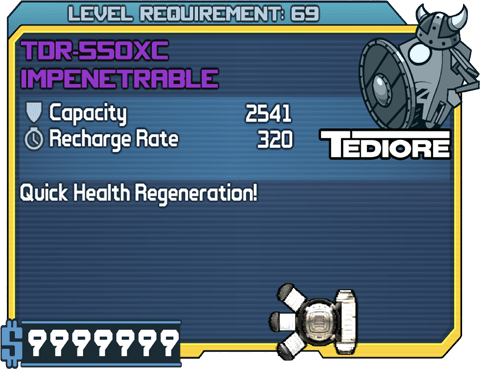 LEVEL REQUIREMENT: 69
TDR-550XC
IMPENETRABLE
Capacity 2541
Recharge Rate 320
TEDIORE
Quick Health Regeneration!
$9999999